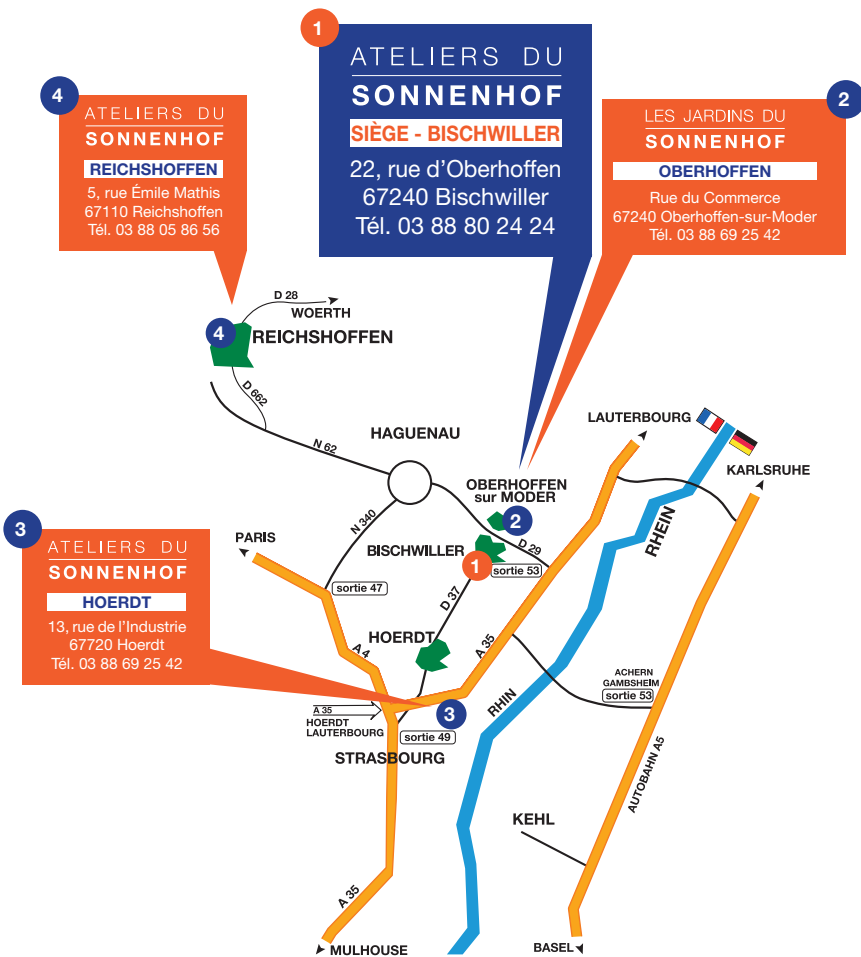 1
ATELIERS DU
SONNENHOF
SIÈGE - BISCHWILLER
22, rue d'Oberhoffen
67240 Bischwiller
Tél. 03 88 80 24 24
4
ATELIERS DU
SONNENHOF
REICHSHOFFEN
5, rue Émile Mathis
67110 Reichshoffen
Tél. 03 88 05 86 56
2
LES JARDINS DU
SONNENHOF
OBERHOFFEN
Rue du Commerce
67240 Oberhoffen-sur-Moder
Tél. 03 88 69 25 42
D 28
WOERTH
4
REICHSHOFFEN
D 662
N 62
HAGUENAU
LAUTERBOURG
KARLSRUHE
OBERHOFFEN
sur MODER
2
N 340
D 29
RHEIN
3
ATELIERS DU
SONNENHOF
HOERDT
13, rue de l'Industrie
67720 Hoerdt
Tél. 03 88 69 25 42
PARIS
BISCHWILLER
1
sortie 53
sortie 47
D 37
HOERDT
A 4
A 35
ACHERN
GAMBSHEIM
sortie 53
RHIN
A 35
HOERDT
LAUTERBOURG
3
sortie 49
STRASBOURG
AUTOBAHN A5
KEHL
A 35
MULHOUSE
BASEL